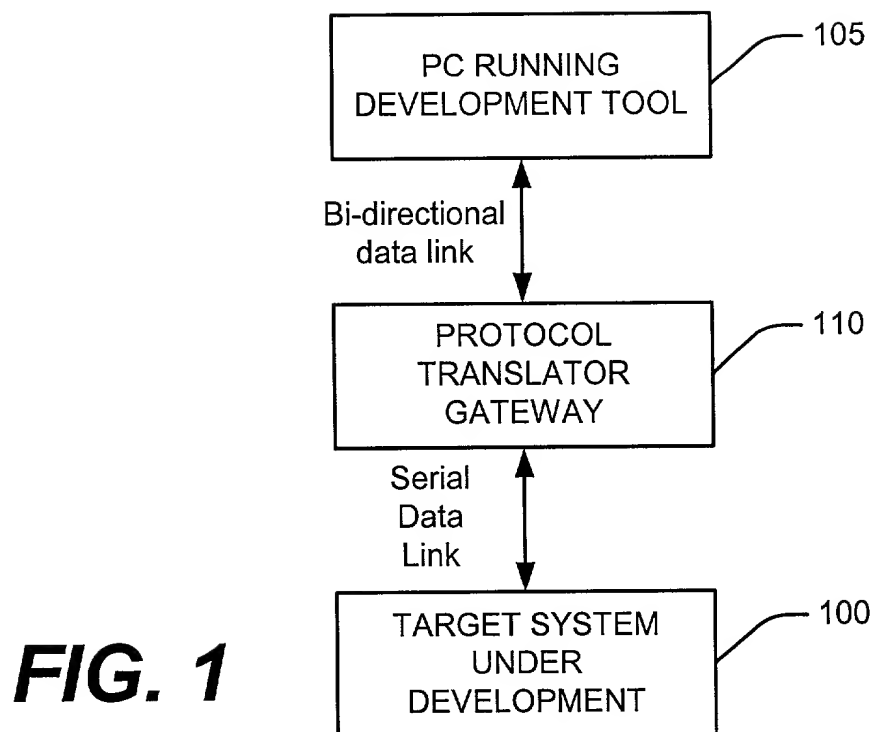 PC RUNNING
DEVELOPMENT TOOL
105
Bi-directional
data link
PROTOCOL
TRANSLATOR
GATEWAY
110
Serial
Data
Link
TARGET SYSTEM
UNDER
DEVELOPMENT
100
FIG. 1